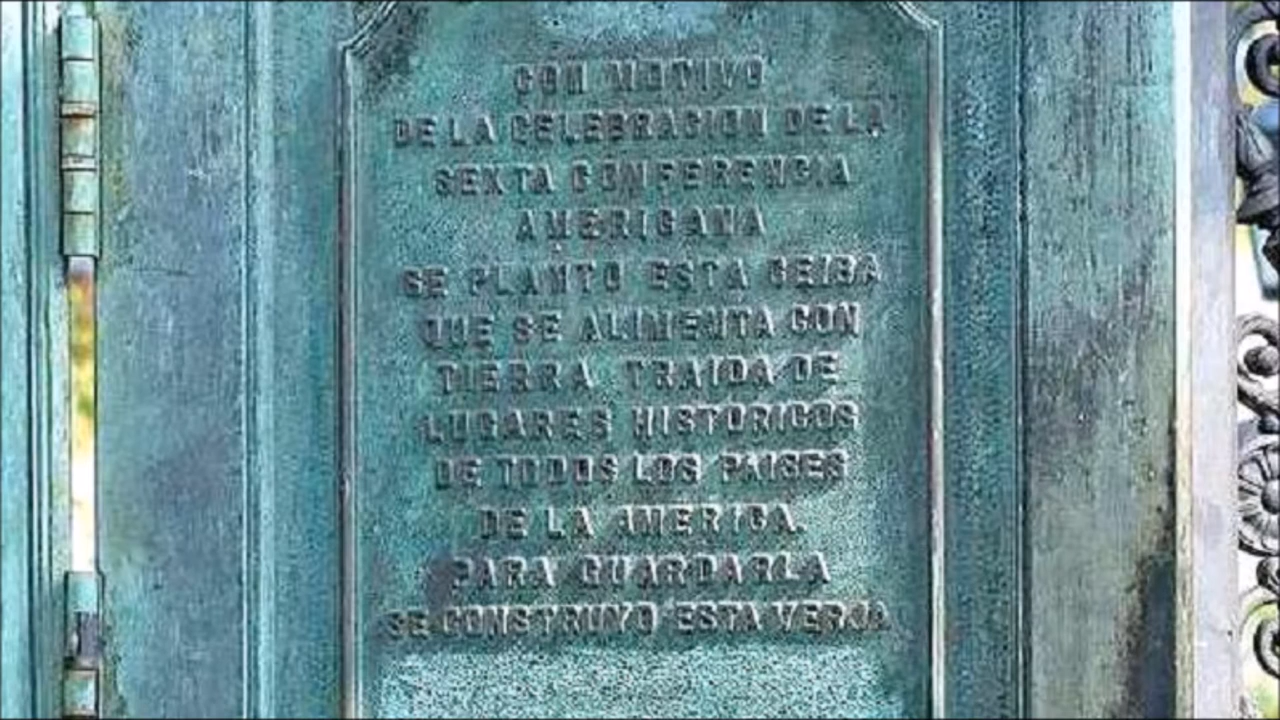 CON MOTIVO
DE LA CELEBRACION DE LA
SEXTA CONFERENCIA
AMERICANA
SE PLANTO ESTA CEIBA
QUE SE ALIMENTA CON
TIERRA TRAIDA DE
LUGARES HISTORICOS
DE TODOS LOS PAISES
DE LA AMERICA.
PARA GUARDARLA
SE CONSTRUYO ESTA VERJA